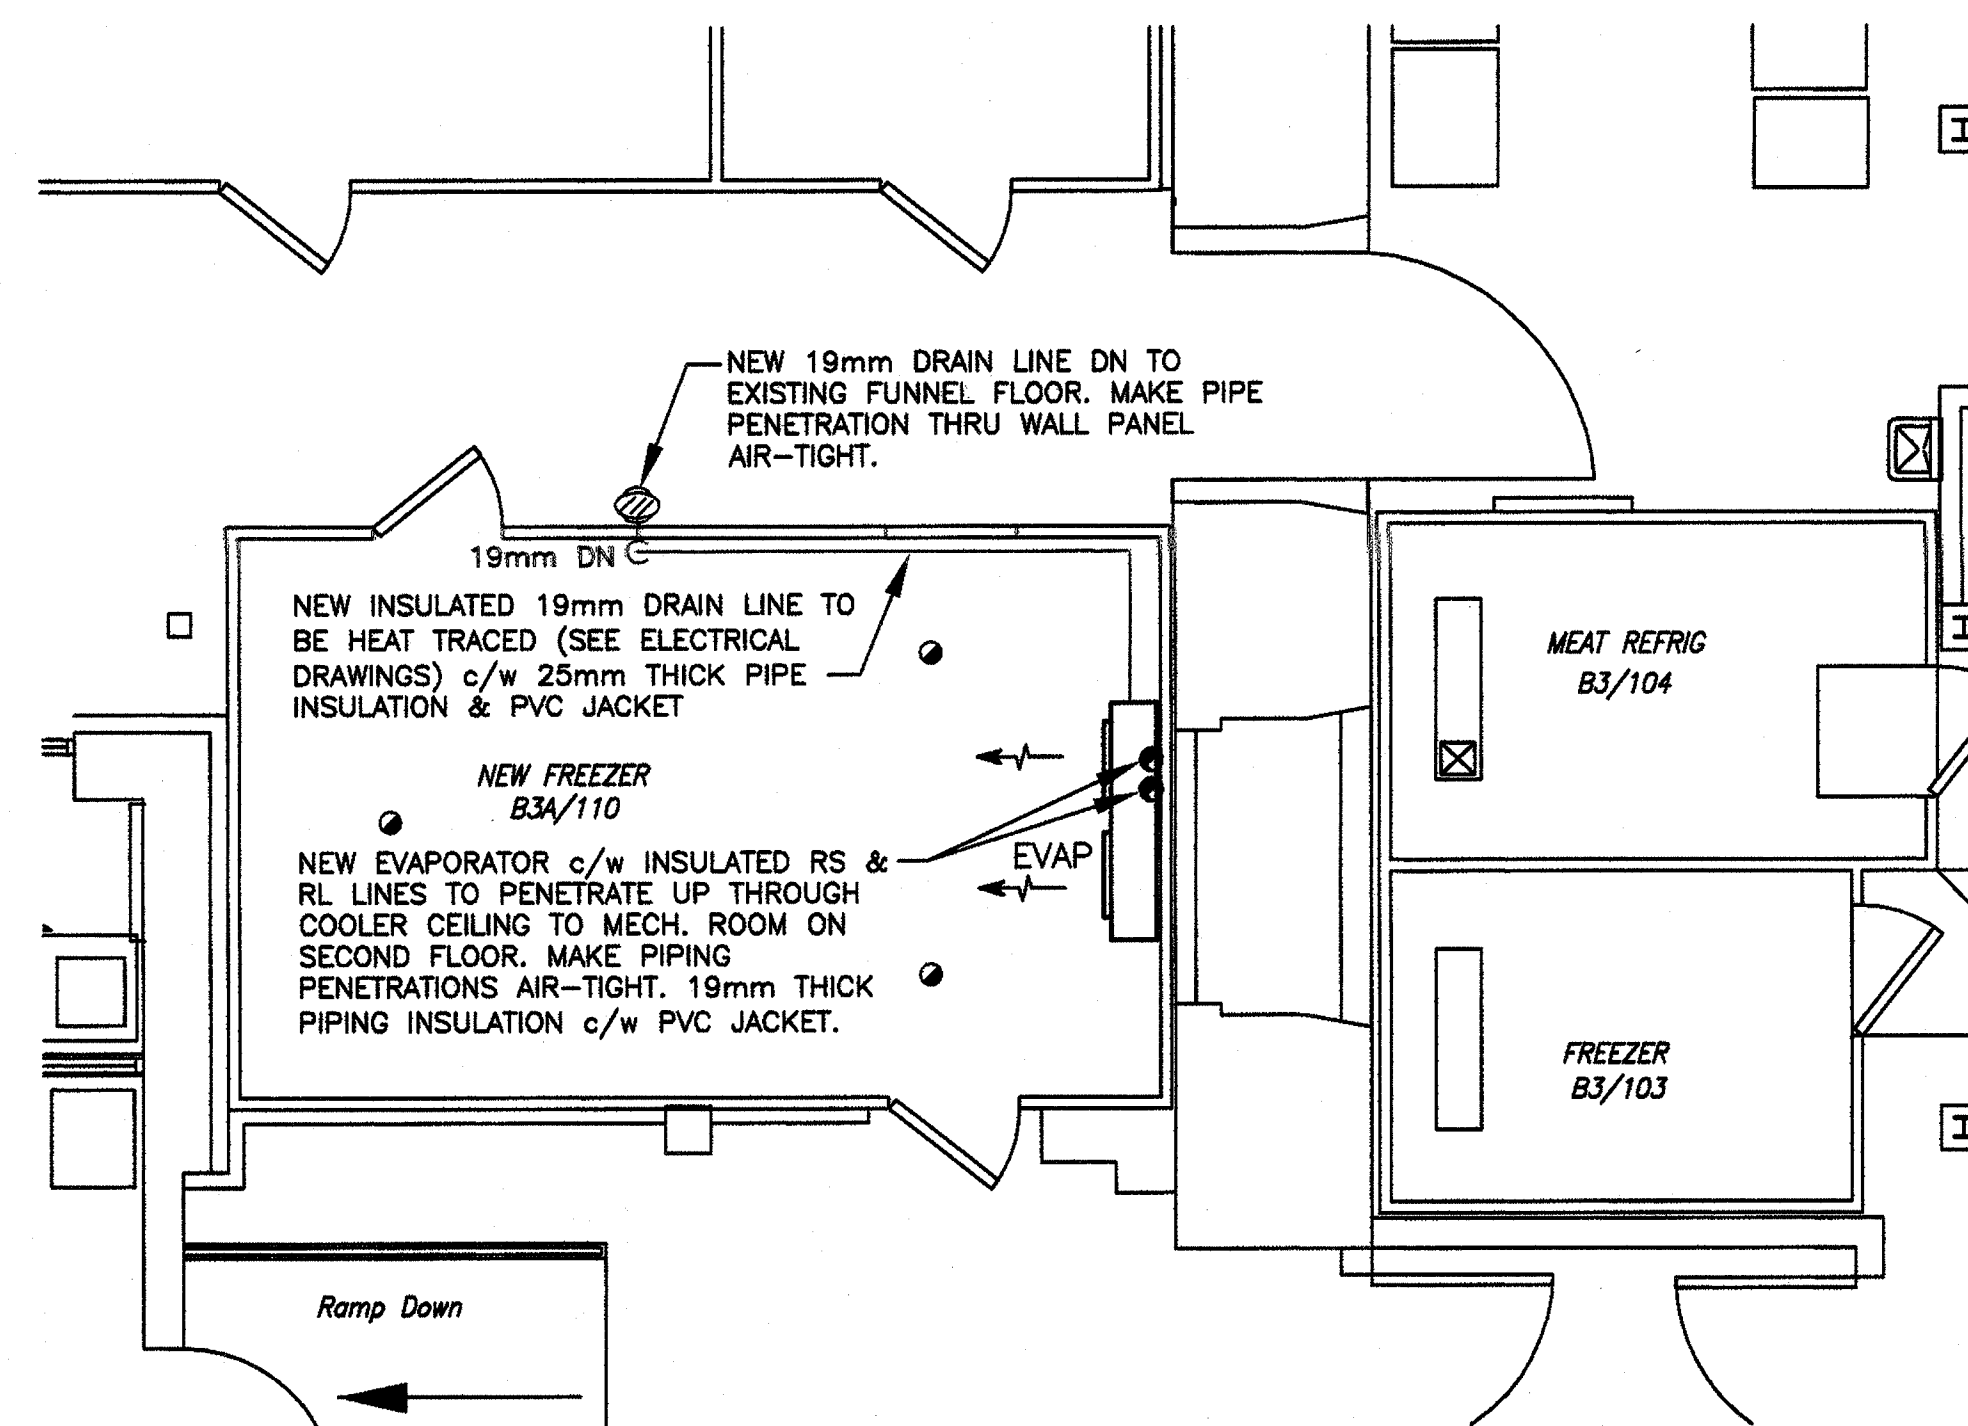 NEW 19mm DRAIN LINE DN TO
EXISTING FUNNEL FLOOR. MAKE PIPE
PENETRATION THRU WALL PANEL
AIR-TIGHT.
19mm DN
NEW INSULATED 19mm DRAIN LINE TO
BE HEAT TRACED (SEE ELECTRICAL
DRAWINGS) c/w 25mm THICK PIPE
INSULATION & PVC JACKET
MEAT REFRIG
B3/104
NEW FREEZER
B3A/110
NEW EVAPORATOR c/w INSULATED RS &
RL LINES TO PENETRATE UP THROUGH
COOLER CEILING TO MECH. ROOM ON
SECOND FLOOR. MAKE PIPING
PENETRATIONS AIR-TIGHT. 19mm THICK
PIPING INSULATION c/w PVC JACKET.
EVAP
FREEZER
B3/103
Ramp Down